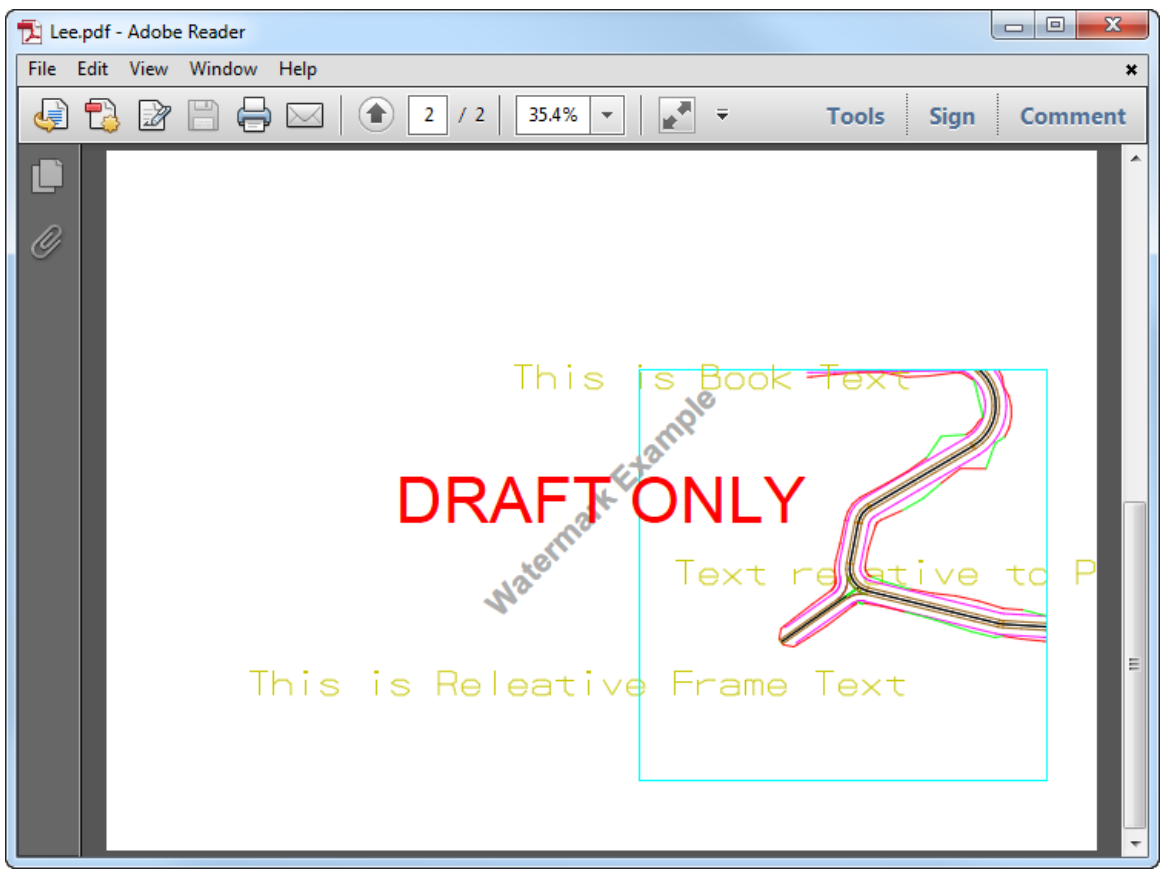 Lee.pdf - Adobe Reader
File Edit View Window Help
2 / 2 35.4% Tools Sign Comment
This is Book Text
Watermark Example
DRAFT ONLY
Text relative to P
This is Releative Frame Text